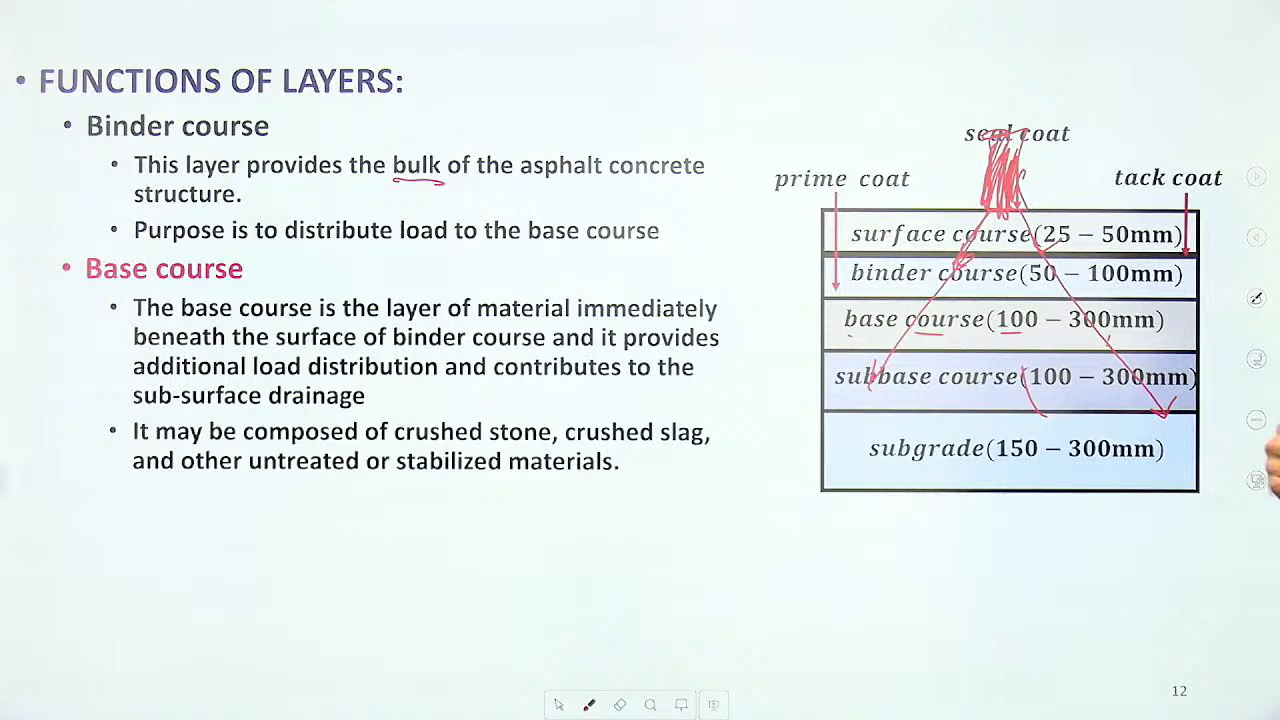 • FUNCTIONS OF LAYERS:
• Binder course
• This layer provides the bulk of the asphalt concrete
structure.
• Purpose is to distribute load to the base course
• Base course
• The base course is the layer of material immediately
beneath the surface of binder course and it provides
additional load distribution and contributes to the
sub-surface drainage
• It may be composed of crushed stone, crushed slag,
and other untreated or stabilized materials.
seal coat
prime coat
tack coat
surface course(25 − 50mm)
binder course(50 − 100mm)
base course(100 − 300mm)
subbase course(100 − 300mm)
subgrade(150 − 300mm)
12